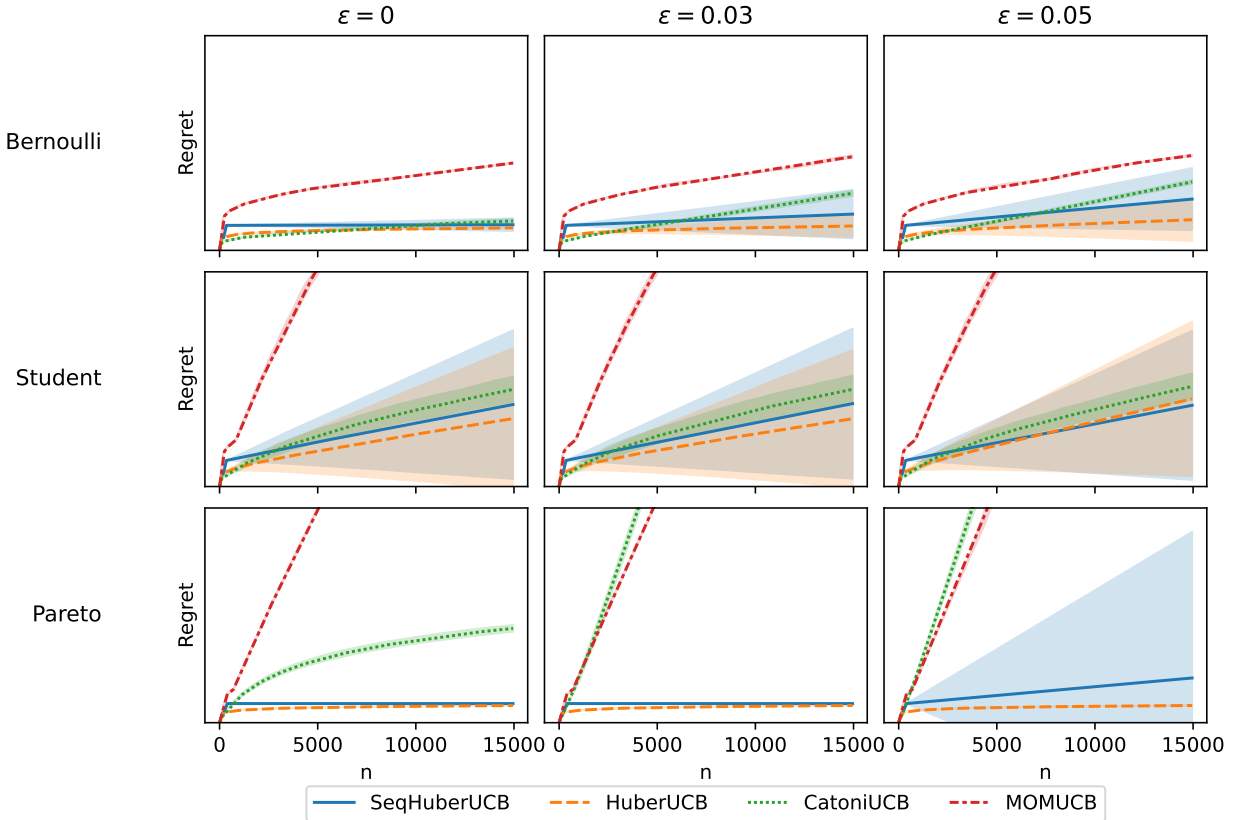 ε = 0 ε = 0.03 ε = 0.05
Bernoulli
Regret
Student
Regret
Pareto
Regret
0 5000 10000 15000 0 5000 10000 15000 0 5000 10000 15000
n n n
SeqHuberUCB HuberUCB CatoniUCB MOMUCB